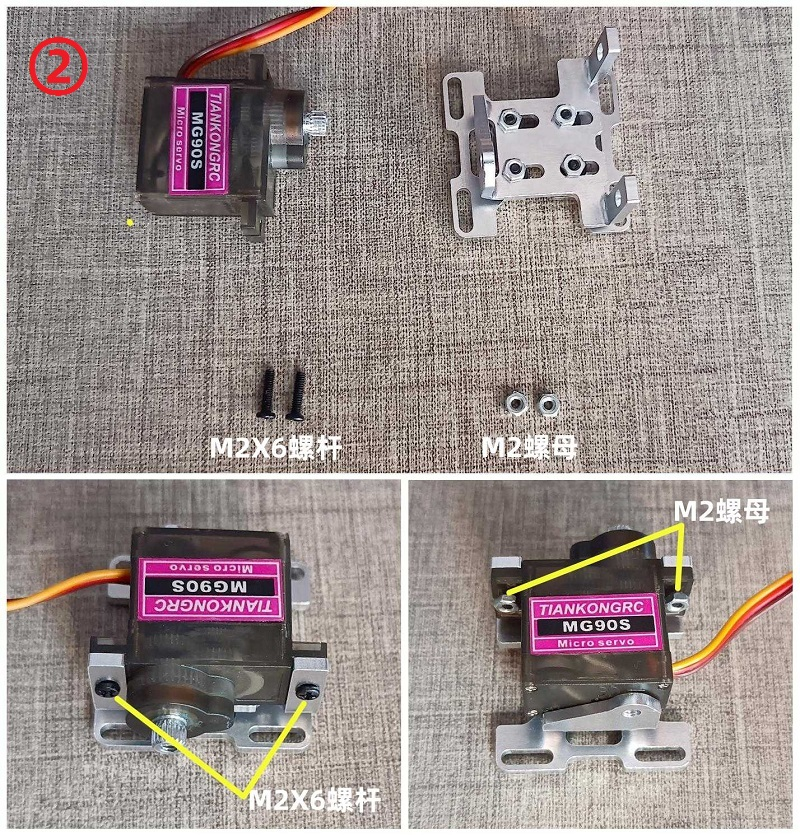 ②
TIANKONGRC
MG90S
Micro servo
M2X6螺杆
M2螺母
Micro servo
MG90S
TIANKONGRC
M2X6螺杆
M2螺母
TIANKONGRC
MG90S
Micro servo